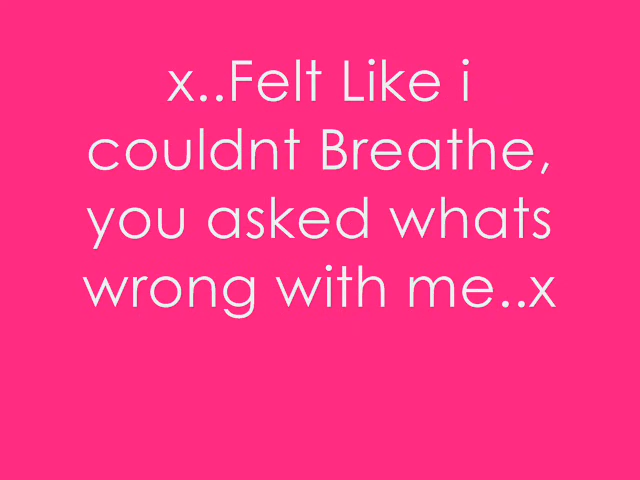 x..Felt Like i
couldnt Breathe,
you asked whats
wrong with me..x